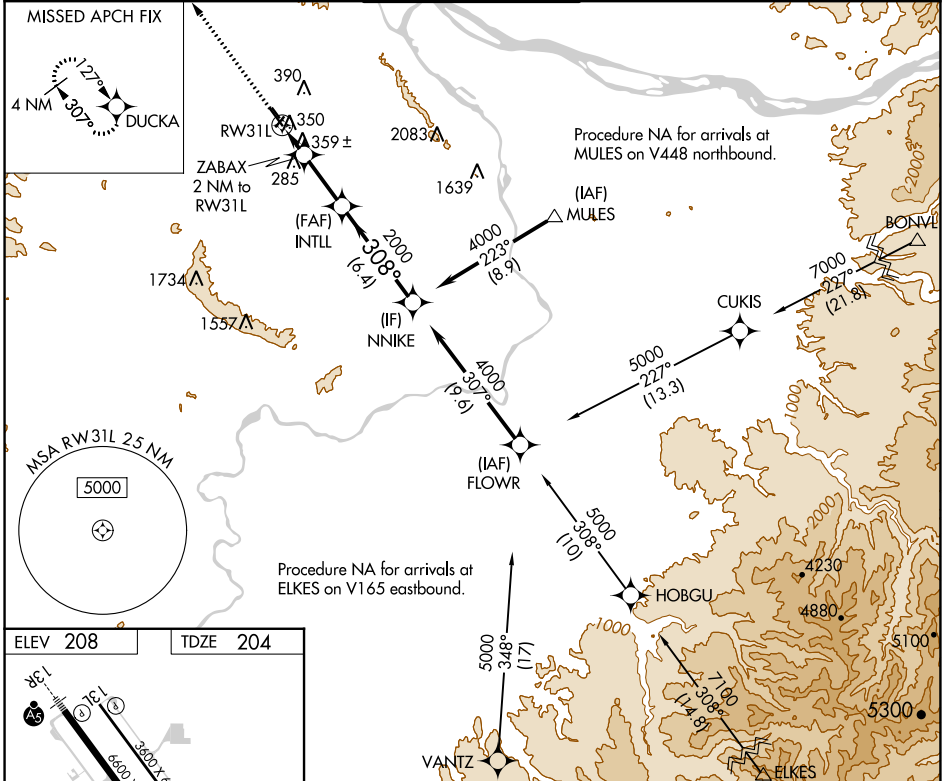 MISSED APCH FIX
127°
307°
4 NM
DUCKA
390
350
RW31L
359 ±
ZABAX
2 NM to
RW31L
285
2083
1639
Procedure NA for arrivals at
MULES on V448 northbound.
(IAF)
MULES
2000
BONVL
(FAF)
INTLL
2000
308°
(6.4)
4000
223°
(8.9)
7000
227°
(21.8)
1734
1557
(IF)
NNIKE
CUKIS
5000
227°
(13.3)
4000
307°
(9.6)
1000
MSA RW31L 25 NM
5000
(IAF)
FLOWR
2000
5000
308°
(10)
Procedure NA for arrivals at
ELKES on V165 eastbound.
4230
HOBGU
4880
1000
5100
ELEV 208
TDZE 204
5000
348°
(17)
7100
308°
(14.8)
5300
13R
13L
P
P
A5
VANTZ
ELKES